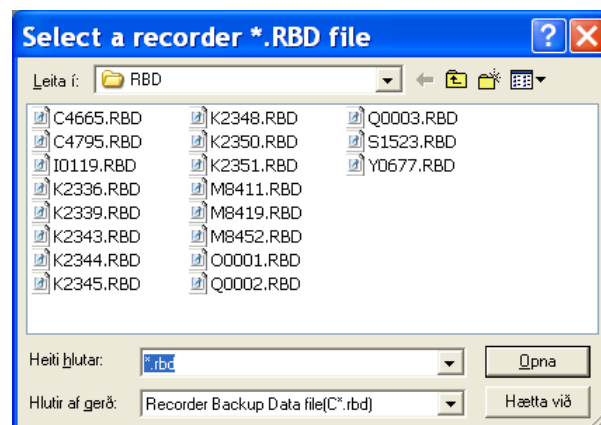 Select a recorder *.RBD file
Leita í: RBD
C4665.RBD K2348.RBD Q0003.RBD
C4795.RBD K2350.RBD S1523.RBD
I0119.RBD K2351.RBD Y0677.RBD
K2336.RBD M8411.RBD
K2339.RBD M8419.RBD
K2343.RBD M8452.RBD
K2344.RBD O0001.RBD
K2345.RBD Q0002.RBD
Heiti hlutar: *.rbd Opna
Hlutir af gerð: Recorder Backup Data file(C*.rbd) Hætta við